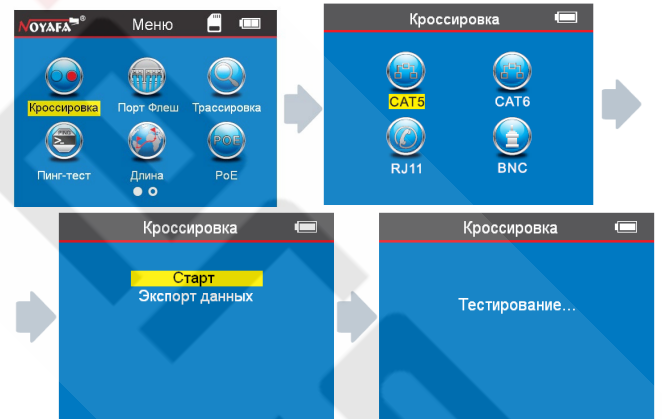 NOYAFA® Меню
Кроссировка Порт Флеш Трассировка
PING
>_
Пинг-тест Длина PoE
POE
Кроссировка
CAT5 CAT6
RJ11 BNC
Кроссировка
Старт
Экспорт данных
Кроссировка
Тестирование...